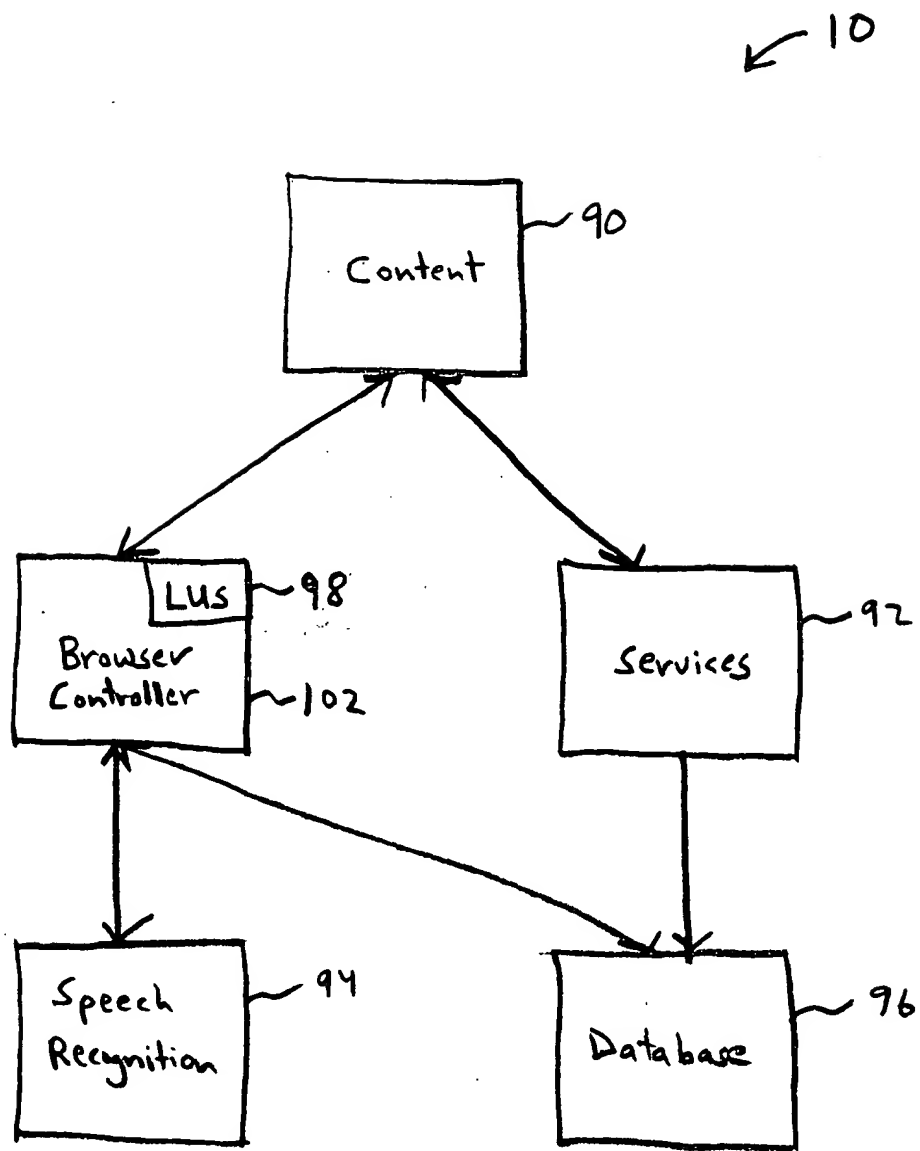 10
Content
90
LUs
98
Browser
Controller
102
Services
92
Speech
Recognition
94
Database
96